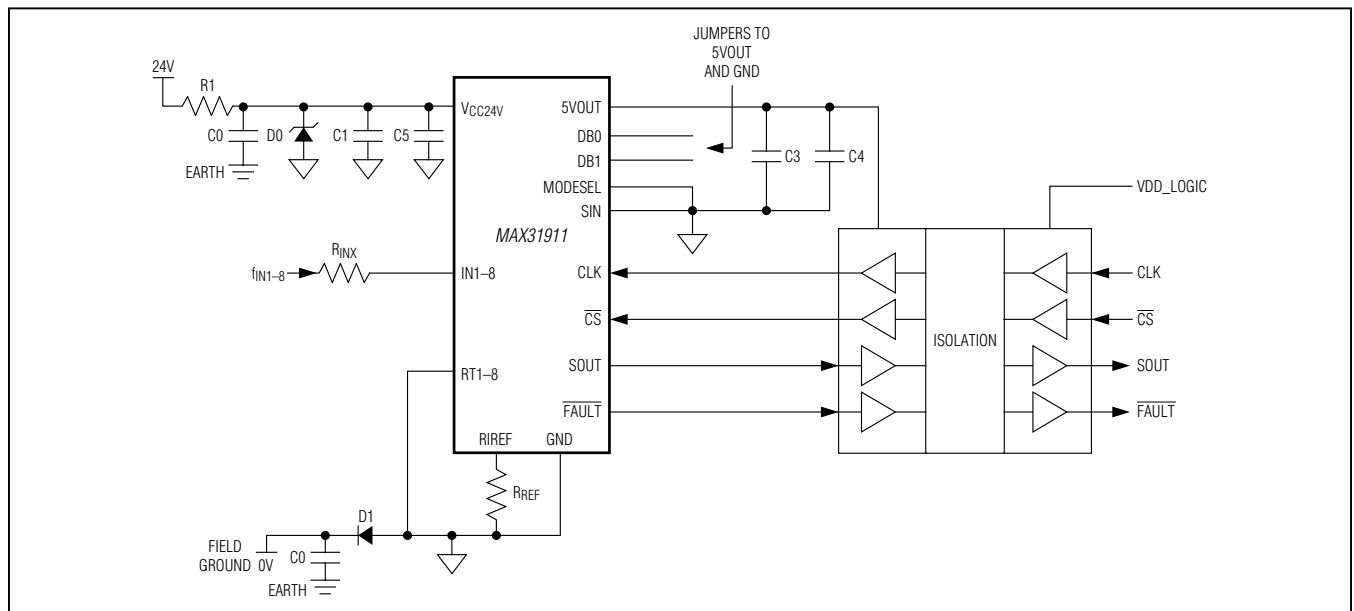 JUMPERS TO
5VOUT
AND GND
24V
R1
C0
D0
C1
C5
EARTH
VCC24V
5VOUT
DB0
DB1
MODESEL
SIN
C3
C4
VDD_LOGIC
MAX31911
RINX
fIN1–8
IN1–8
CLK
CLK
CS
CS
ISOLATION
RT1–8
SOUT
SOUT
FAULT
FAULT
RIREF
GND
RREF
D1
FIELD
GROUND 0V
C0
EARTH